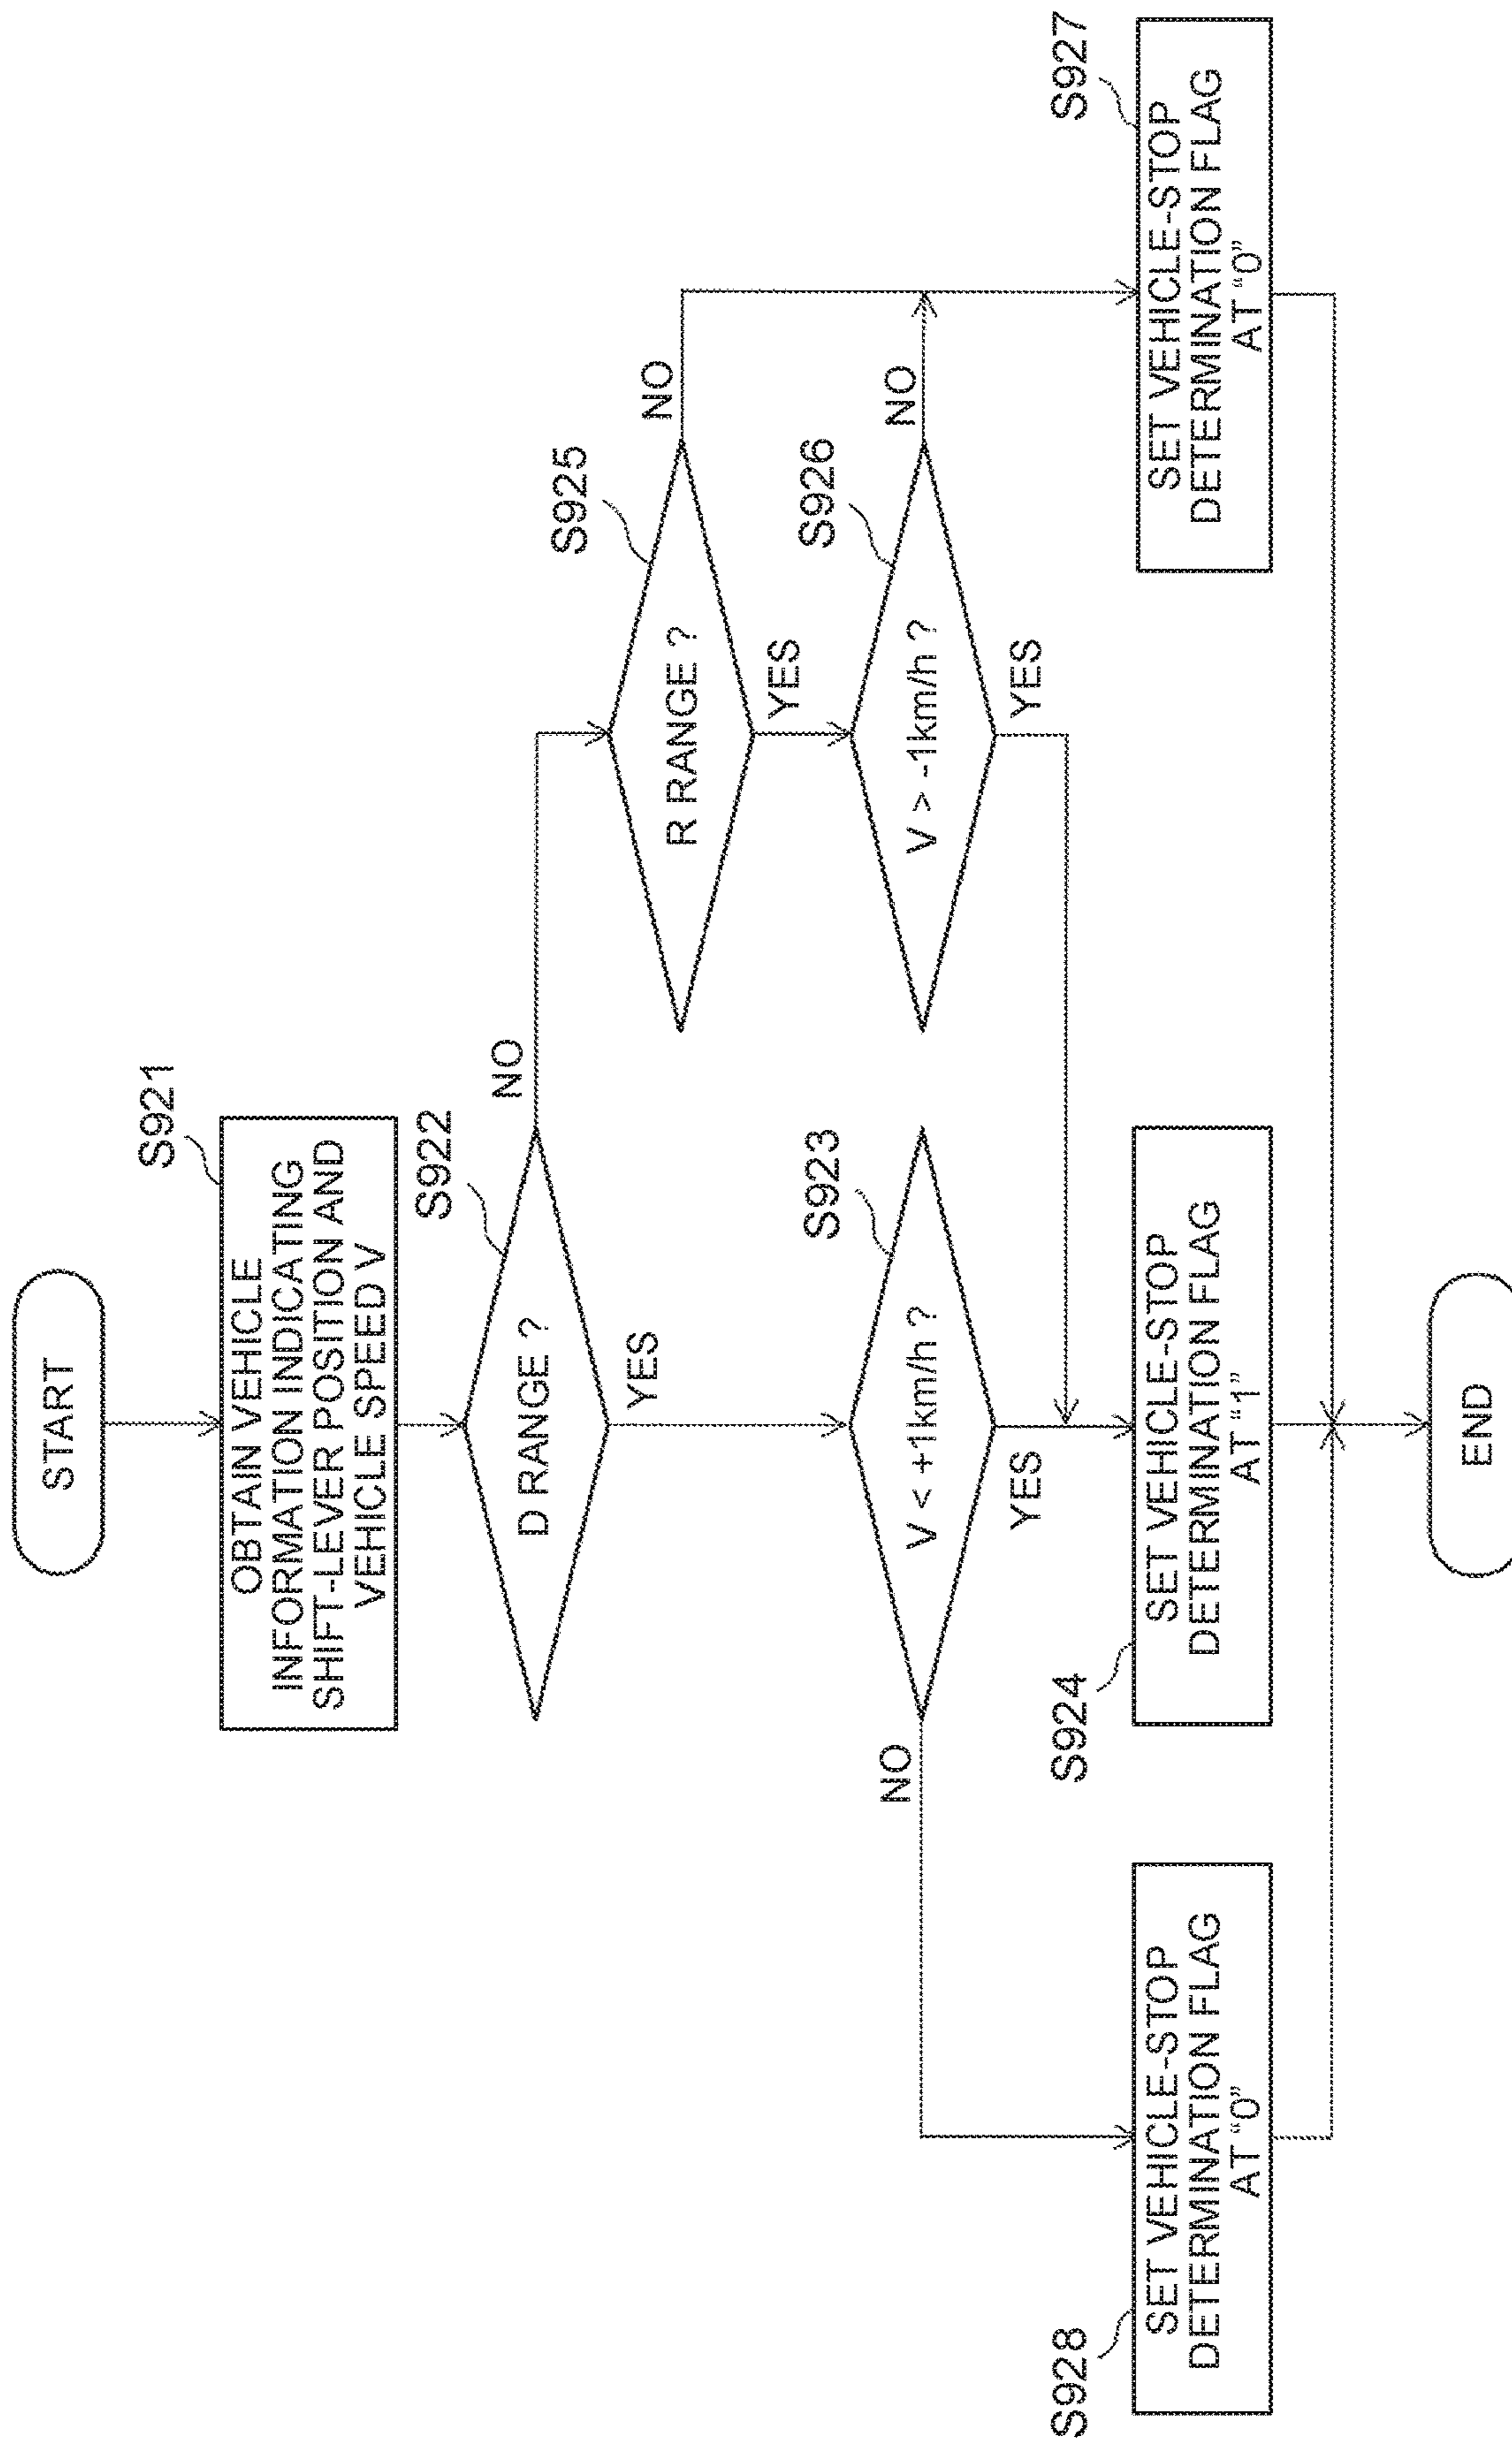 START
S921
OBTAIN VEHICLE
INFORMATION INDICATING
SHIFT-LEVER POSITION AND
VEHICLE SPEED V
S922
D RANGE ?
NO
YES
S925
R RANGE ?
NO
YES
S923
V < +1km/h ?
NO
YES
S926
V > -1km/h ?
NO
YES
S928
SET VEHICLE-STOP
DETERMINATION FLAG
AT “0”
S924
SET VEHICLE-STOP
DETERMINATION FLAG
AT “1”
S927
SET VEHICLE-STOP
DETERMINATION FLAG
AT “0”
END